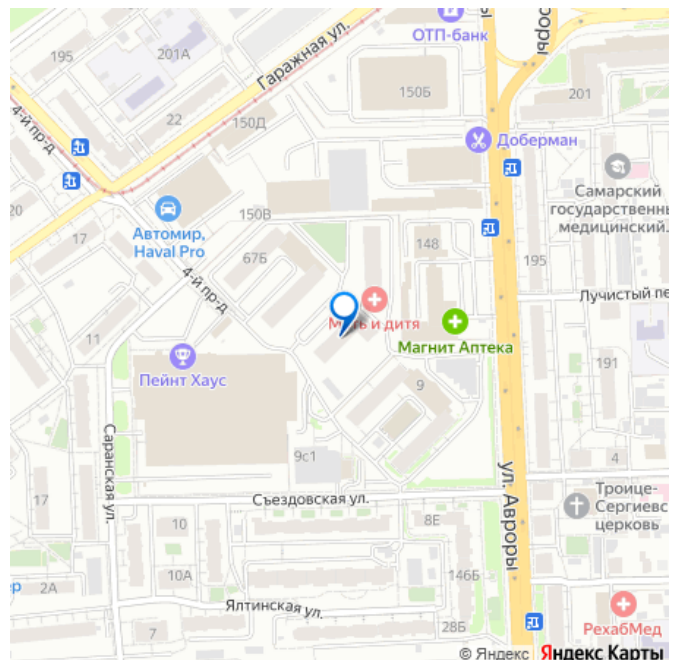 ОТП-банк
195
201А
Гаражная ул.
150Б
201
4-й пр-д
22
150Д
Доберман
Самарский
государственны
медицинский.
20
17
Автомир,
Haval Pro
150В
67Б
148
195
4-й пр-д
Лучистый пе
11
Мать и дитя
Магнит Аптека
Пейнт Хаус
9
191
Саранская ул.
9с1
ул. Авроры
4
17
Съездовская ул.
Троице-
Сергиевс
церковь
10
8Е
10А
146Б
2А
Ялтинская ул.
7
28Б
РехабМед
© Яндекс Яндекс Карты